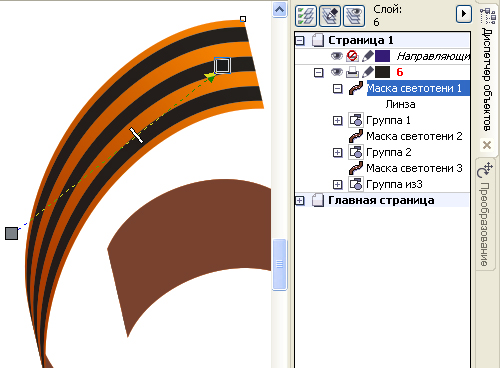 Слой:
6
Страница 1
Направляющи
6
Маска светотени 1
Линза
Группа 1
Маска светотени 2
Группа 2
Маска светотени 3
Группа из3
Главная страница
Диспетчер объектов
Преобразование